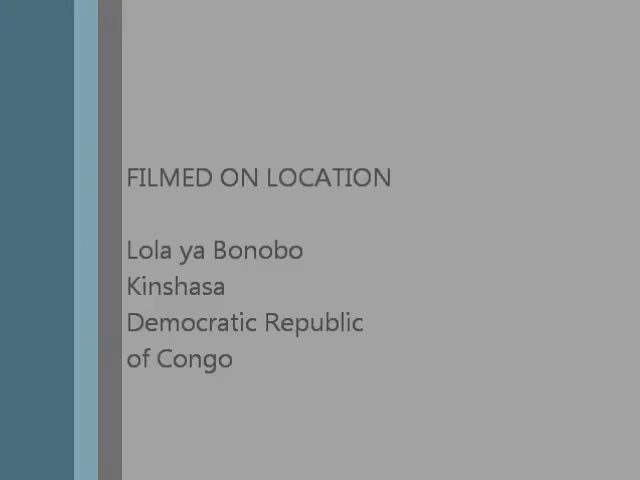 FILMED ON LOCATION
Lola ya Bonobo
Kinshasa
Democratic Republic
of Congo